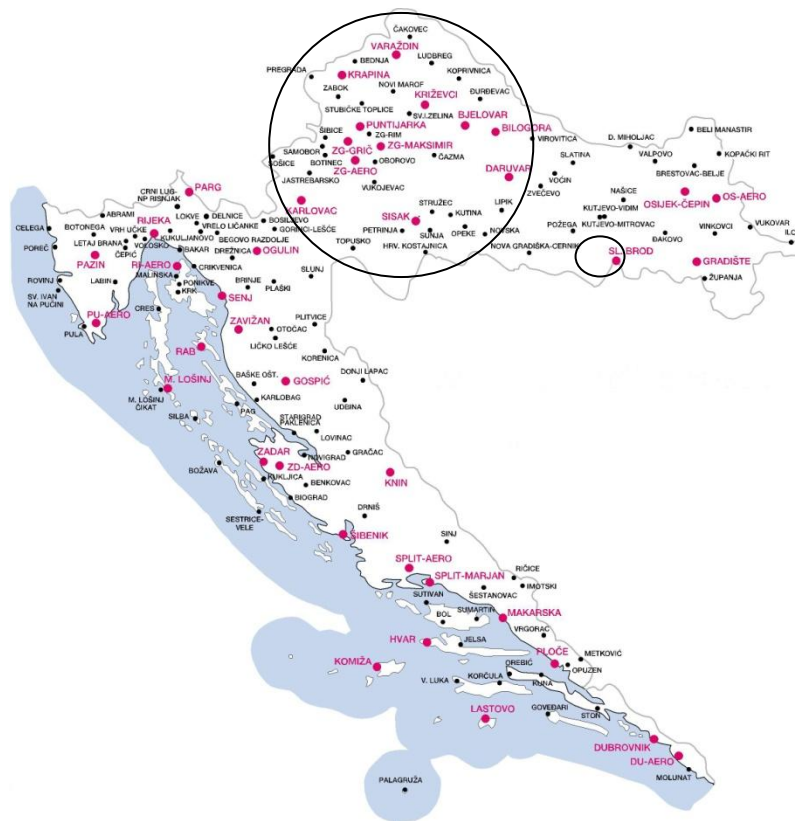 ČAKOVEC
VARAŽDIN
BEDNJA
LUDBREG
PREGRADA
KRAPINA
KOPRIVNICA
ZABOK
NOVI MAROF
KRIŽEVCI
ĐURĐEVAC
STUBIČKE TOPLICE
SV.I.ZELINA
BJELOVAR
BELI MANASTIR
PUNTIJARKA
BILOGORA
ŠIBICE
ZG-RIM
VIROVITICA
D. MIHOLJAC
ZG-GRIČ
ZG-MAKSIMIR
SAMOBOR
BOTINEC
OBOROVO
ČAZMA
SLATINA
VALPOVO
KOPAČKI RIT
ZG-AERO
DARUVAR
BRESTOVAC-BELJE
JASTREBARSKO
VUKOJEVAC
VOĆIN
ZVEČEVO
NAŠICE
OSIJEK-ČEPIN
OS-AERO
PARG
CRNI LUG-
NP RISNJAK
KARLOVAC
STRUŽEC
LIPIK
KUTJEVO-VIDIM
ABRAMI
LOKVE
DELNICE
SISAK
KUTINA
KUTJEVO-MITROVAC
RIJEKA
BOSILJEVO
PETRINJA
SUNJA
OPEKE
NOVSKA
POŽEGA
VINKOVCI
VUKOVAR
CELEGA
BOTONEGA
VRH UČKE
VRELO LIČANKE
GORINCI-LEŠĆE
ĐAKOVO
LETAJ BRANA
VOLOSKO
KUKULJANOVO
BEGOVO RAZDOLJE
TOPUSKO
HRV. KOSTAJNICA
NOVA GRADIŠKA-CERNIK
SL. BROD
POREČ
ČEPIĆ
BAKAR
DREŽNICA
OGULIN
GRADIŠTE
PAZIN
RI-AERO
CRIKVENICA
MALINSKA
PONIKVE
SLUNJ
ŽUPANJA
ROVINJ
LABIN
KRK
BRINJE
PLAŠKI
SV. IVAN
NA PUČINI
SENJ
CRES
PU-AERO
ZAVIŽAN
PLITVICE
PULA
OTOČAC
LIČKO LEŠĆE
RAB
KORENICA
DONJI LAPAC
M. LOŠINJ
BAŠKE OŠT.
GOSPIĆ
M. LOŠINJ
ČIKAT
KARLOBAG
UDBINA
PAG
SILBA
STARIGRAD
PAKLENICA
LOVINAC
ZADAR
NOVIGRAD
GRAČAC
ZD-AERO
BOŽAVA
KUKLJICA
KNIN
BENKOVAC
BIOGRAD
SESTRICE-
VELE
DRNIŠ
ŠIBENIK
SINJ
SPLIT-AERO
RIČICE
SPLIT-MARJAN
IMOTSKI
SUTIVAN
ŠESTANOVAC
SUMARTIN
BOL
MAKARSKA
VRGORAC
HVAR
JELSA
METKOVIĆ
KOMIŽA
OREBIĆ
PLOČE
OPUZEN
V. LUKA
KORČULA
KUNA
LASTOVO
GOVEĐARI
STON
DUBROVNIK
DU-AERO
MOLUNAT
PALAGRUŽA